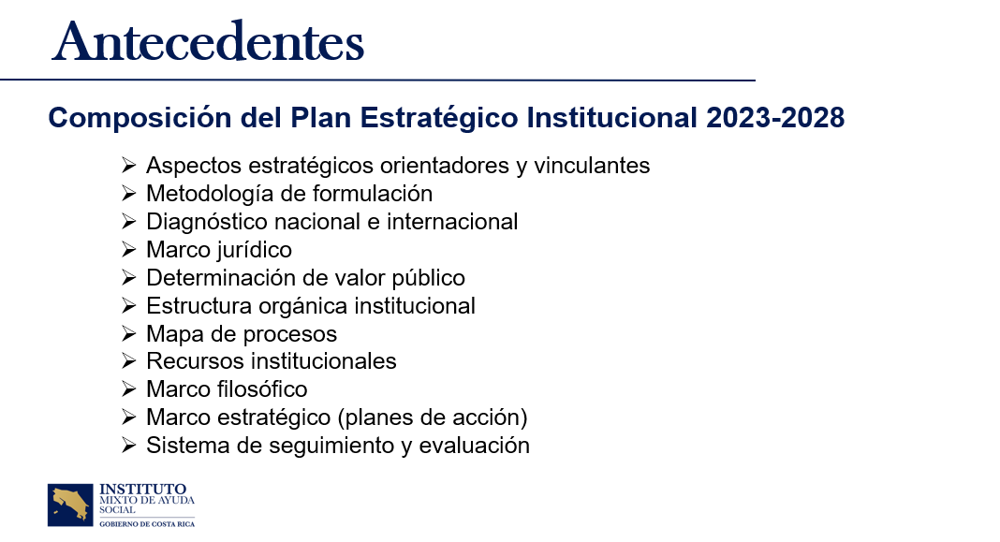 Antecedentes
Composición del Plan Estratégico Institucional 2023-2028
➢ Aspectos estratégicos orientadores y vinculantes
➢ Metodología de formulación
➢ Diagnóstico nacional e internacional
➢ Marco jurídico
➢ Determinación de valor público
➢ Estructura orgánica institucional
➢ Mapa de procesos
➢ Recursos institucionales
➢ Marco filosófico
➢ Marco estratégico (planes de acción)
➢ Sistema de seguimiento y evaluación
INSTITUTO
MIXTO DE AYUDA
SOCIAL
GOBIERNO DE COSTA RICA